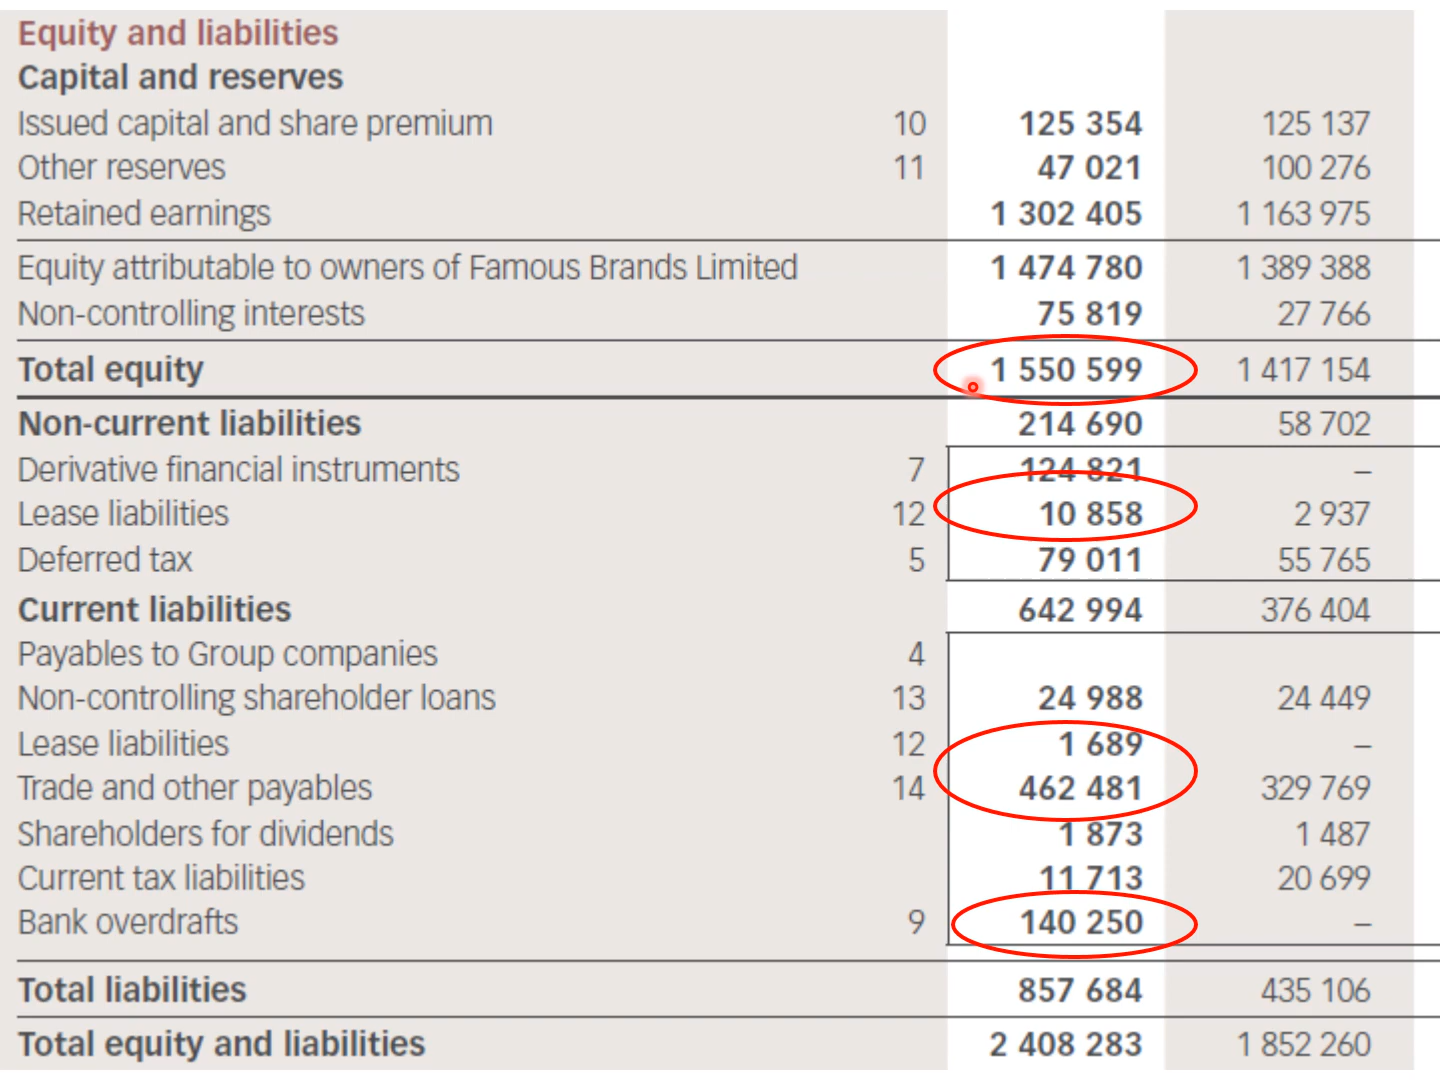 Equity and liabilities
Capital and reserves
Issued capital and share premium 10 125 354 125 137
Other reserves 11 47 021 100 276
Retained earnings 1 302 405 1 163 975
Equity attributable to owners of Famous Brands Limited 1 474 780 1 389 388
Non-controlling interests 75 819 27 766
Total equity 1 550 599 1 417 154
Non-current liabilities 214 690 58 702
Derivative financial instruments 7 124 821 –
Lease liabilities 12 10 858 2 937
Deferred tax 5 79 011 55 765
Current liabilities 642 994 376 404
Payables to Group companies 4
Non-controlling shareholder loans 13 24 988 24 449
Lease liabilities 12 1 689 –
Trade and other payables 14 462 481 329 769
Shareholders for dividends 1 873 1 487
Current tax liabilities 11 713 20 699
Bank overdrafts 9 140 250 –
Total liabilities 857 684 435 106
Total equity and liabilities 2 408 283 1 852 260